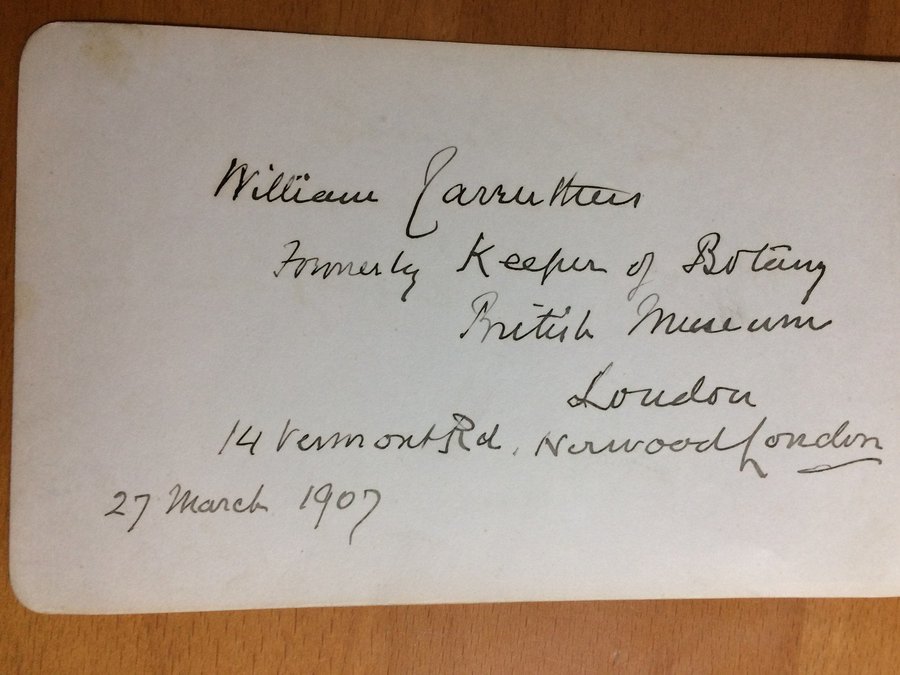 William Carruthers
Formerly Keeper of Botany
British Museum
London
14 Vermont Rd, Norwood London
27 March 1907